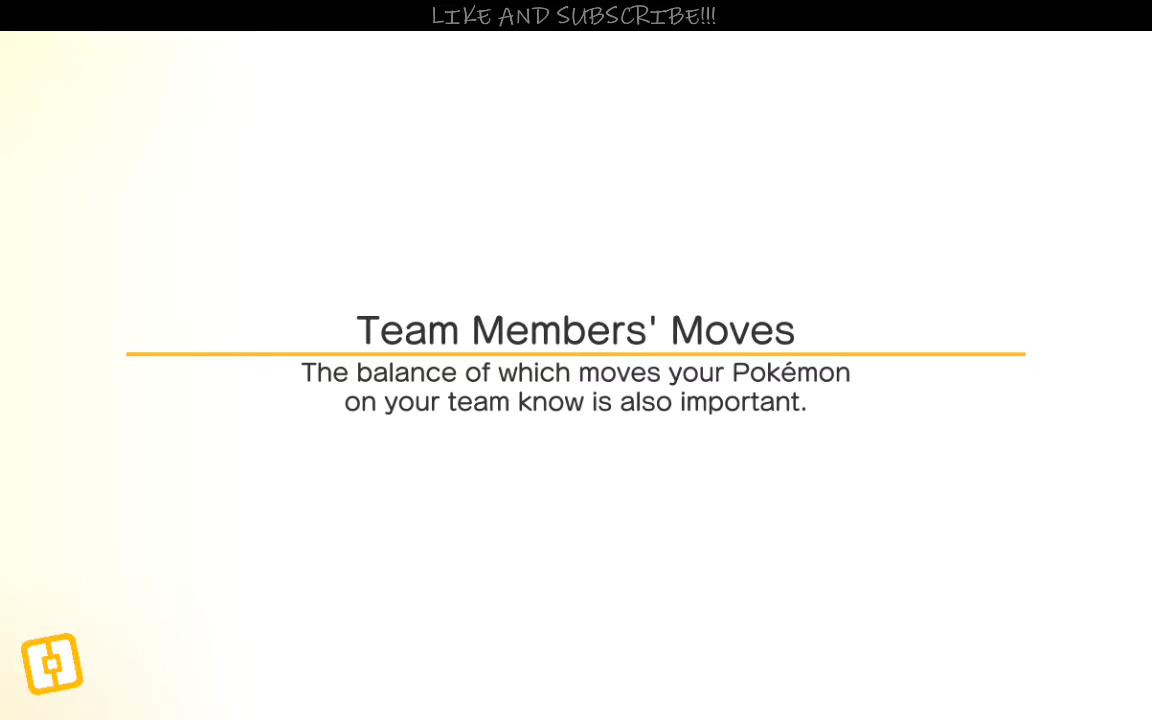 LIKE AND SUBSCRIBE!!!
Team Members' Moves
The balance of which moves your Pokémon
on your team know is also important.